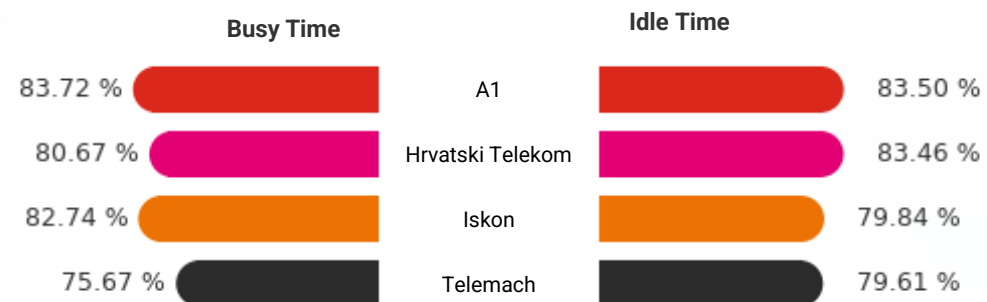 Busy Time Idle Time
83.72 % A1 83.50 %
80.67 % Hrvatski Telekom 83.46 %
82.74 % Iskon 79.84 %
75.67 % Telemach 79.61 %